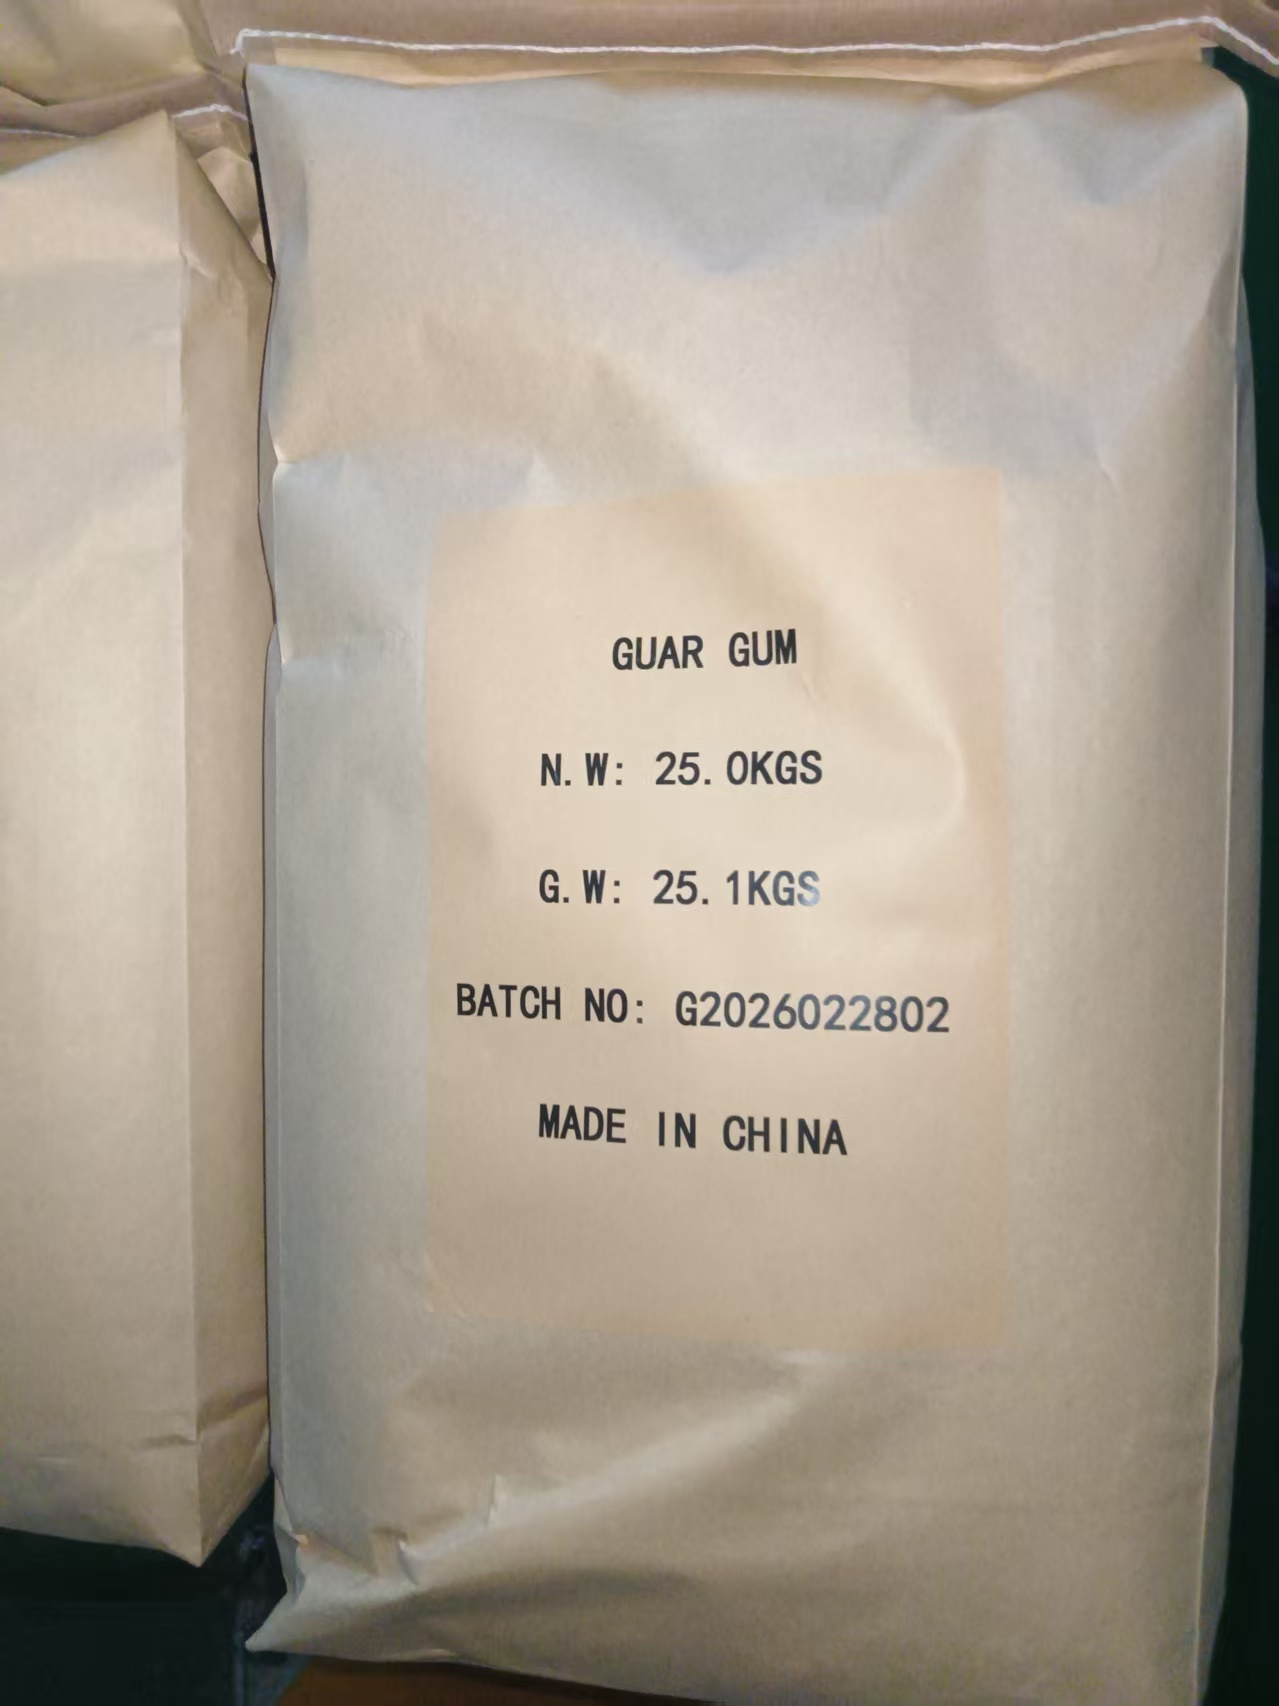 GUAR GUM
N.W: 25.0KGS
G.W: 25.1KGS
BATCH NO: G2026022802
MADE IN CHINA